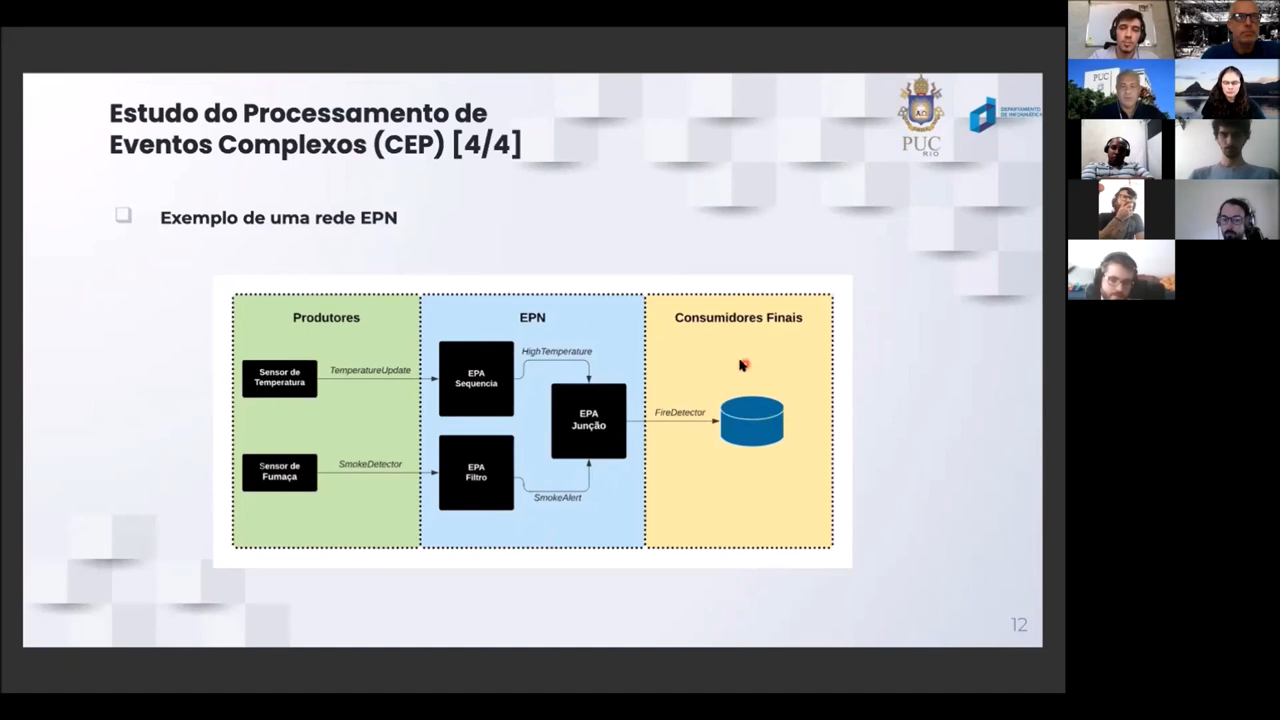 Estudo do Processamento de
Eventos Complexos (CEP) [4/4]
PUC
RIO
DEPARTAMENTO
DE INFORMÁTICA
Exemplo de uma rede EPN
Produtores
EPN
Consumidores Finais
Sensor de
Temperatura
TemperatureUpdate
EPA
Sequencia
HighTemperature
EPA
Junção
FireDetector
Sensor de
Fumaça
SmokeDetector
EPA
Filtro
SmokeAlert
12
PUC